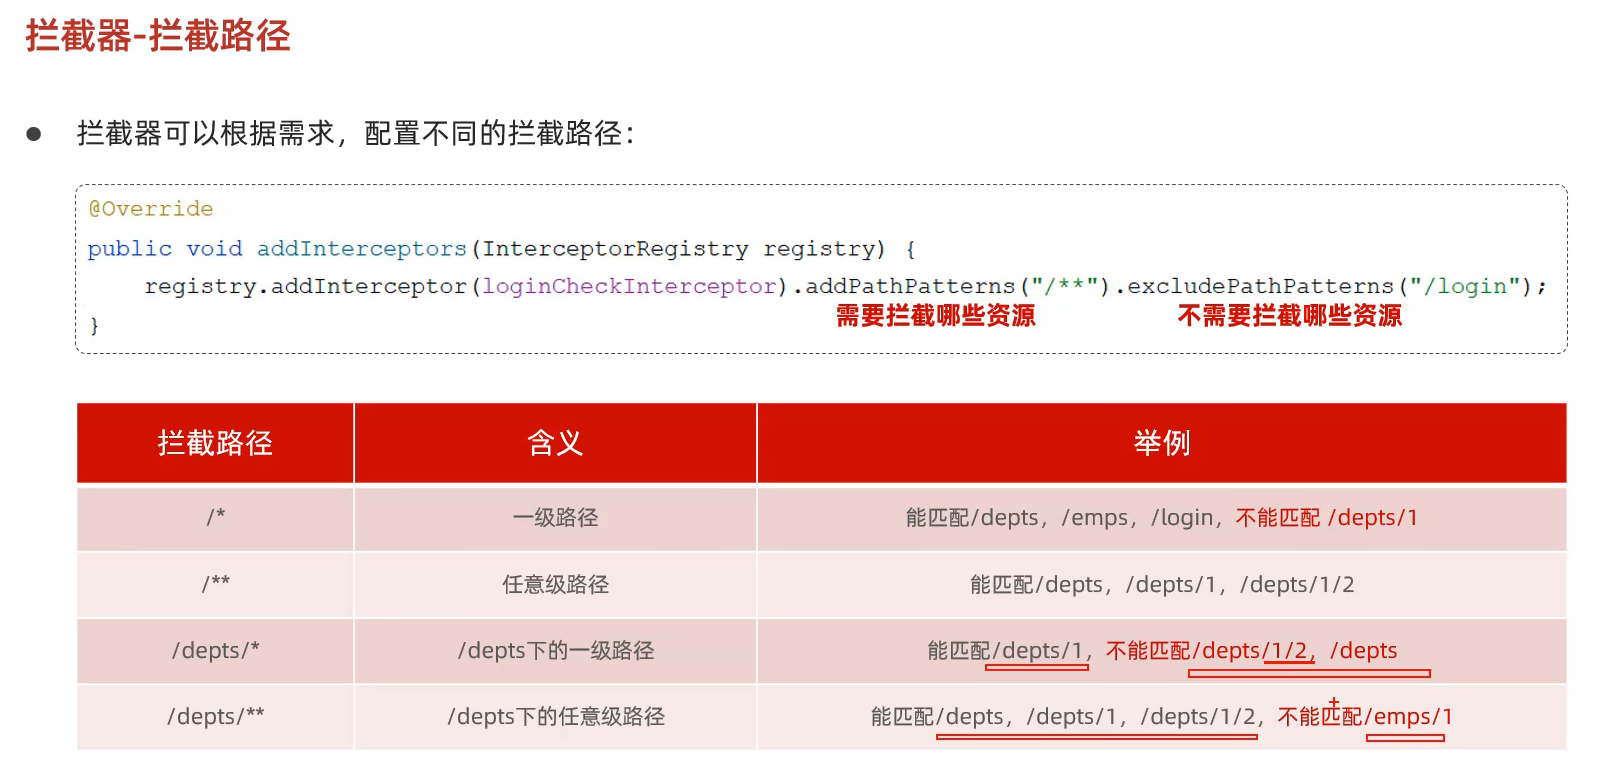 拦截器-拦截路径
● 拦截器可以根据需求，配置不同的拦截路径：
@Override
public void addInterceptors(InterceptorRegistry registry) {
registry.addInterceptor(loginCheckInterceptor).addPathPatterns("/**").excludePathPatterns("/login");
需要拦截哪些资源 不需要拦截哪些资源
}
拦截路径 含义 举例
/* 一级路径 能匹配/depts，/emps，/login，不能匹配 /depts/1
/** 任意级路径 能匹配/depts，/depts/1，/depts/1/2
/depts/* /depts下的一级路径 能匹配/depts/1，不能匹配/depts/1/2，/depts
/depts/** /depts下的任意级路径 能匹配/depts，/depts/1，/depts/1/2，不能匹配/emps/1